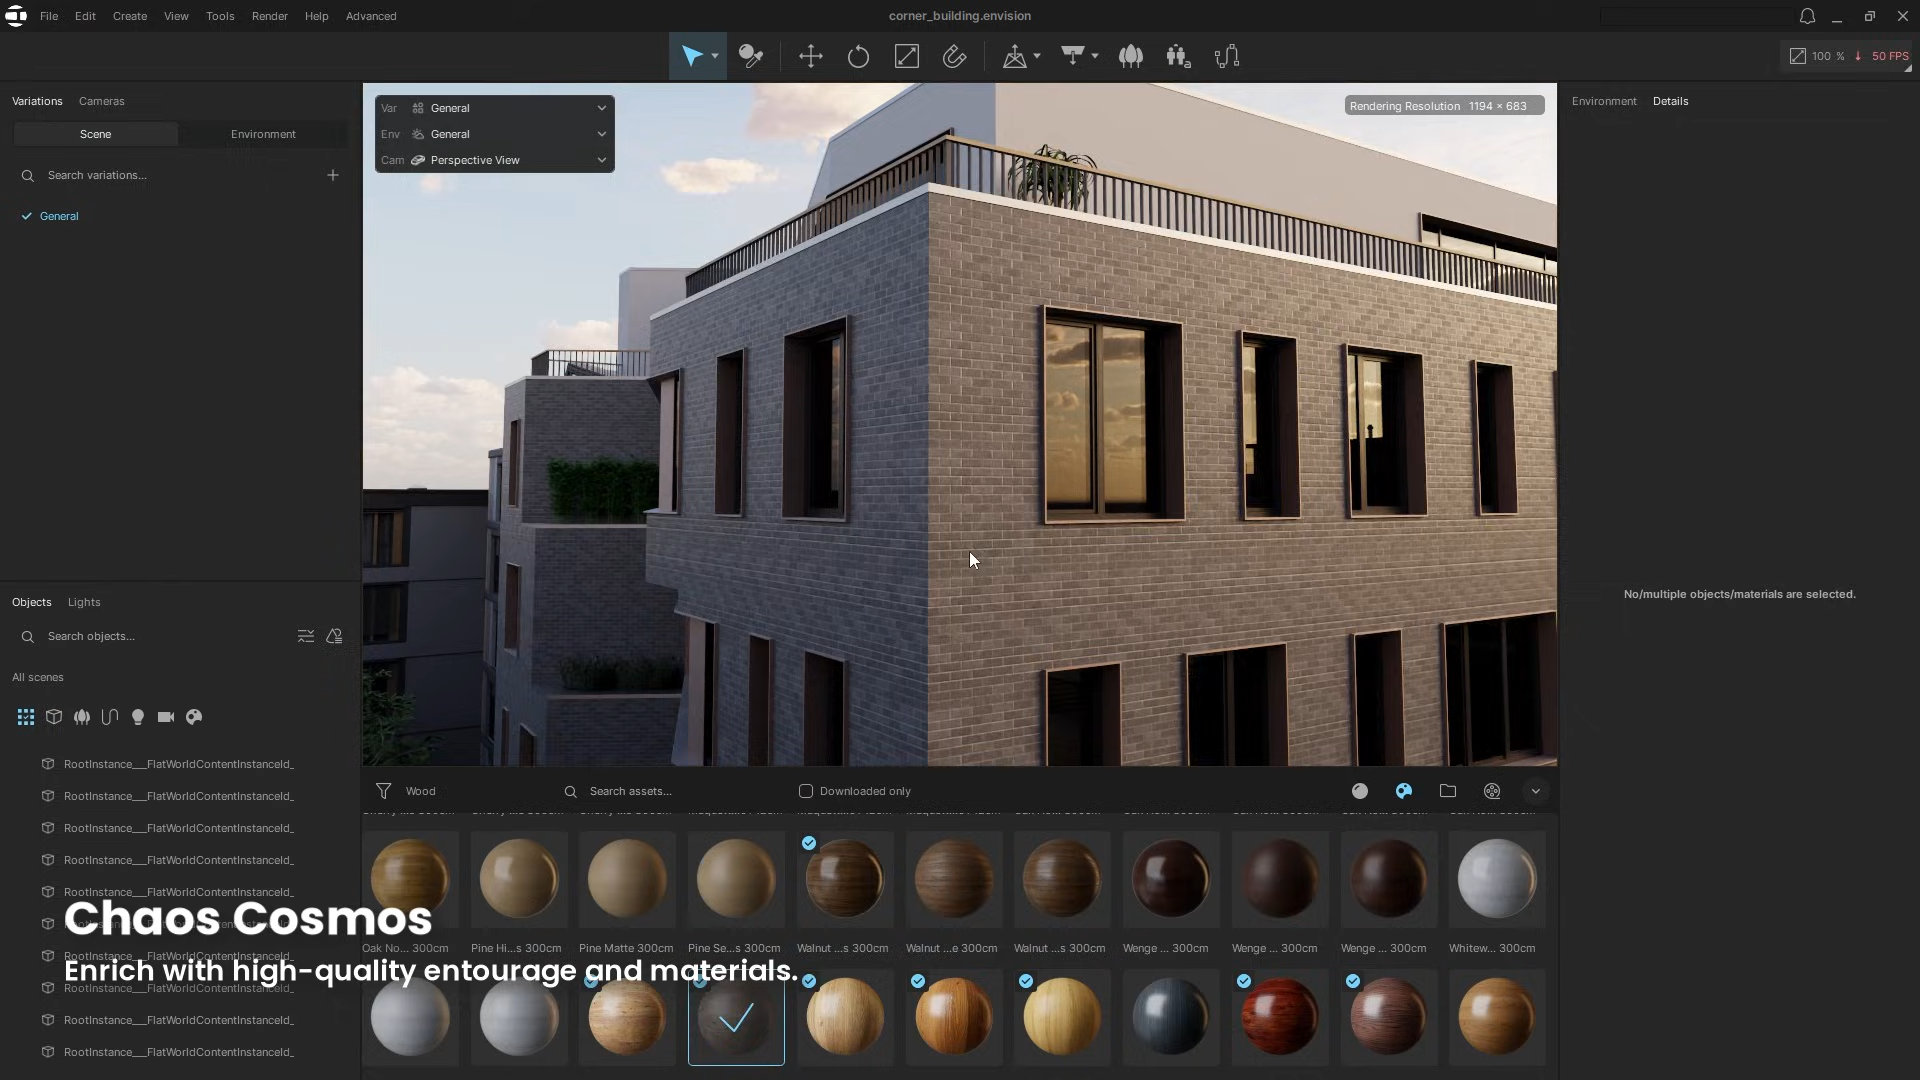 File Edit Create View Tools Render Help Advanced
corner_building.envision
100 % 50 FPS
Variations Cameras
Scene Environment
Search variations...
General
Var General
Env General
Cam Perspective View
Rendering Resolution 1194 × 683
Environment Details
No/multiple objects/materials are selected.
Objects Lights
Search objects...
All scenes
RootInstance__FlatWorldContentInstanceId_
RootInstance__FlatWorldContentInstanceId_
RootInstance__FlatWorldContentInstanceId_
RootInstance__FlatWorldContentInstanceId_
RootInstance__FlatWorldContentInstanceId_
RootInstance__FlatWorldContentInstanceId_
RootInstance__FlatWorldContentInstanceId_
RootInstance__FlatWorldContentInstanceId_
Wood Search assets... Downloaded only
Oak No... 300cm Pine Hi...s 300cm Pine Matte 300cm Pine Se...s 300cm Walnut ...s 300cm Walnut ...e 300cm Walnut ...s 300cm Wenge ... 300cm Wenge ... 300cm Wenge ... 300cm Whitew... 300cm
Chaos Cosmos
Enrich with high-quality entourage and materials.